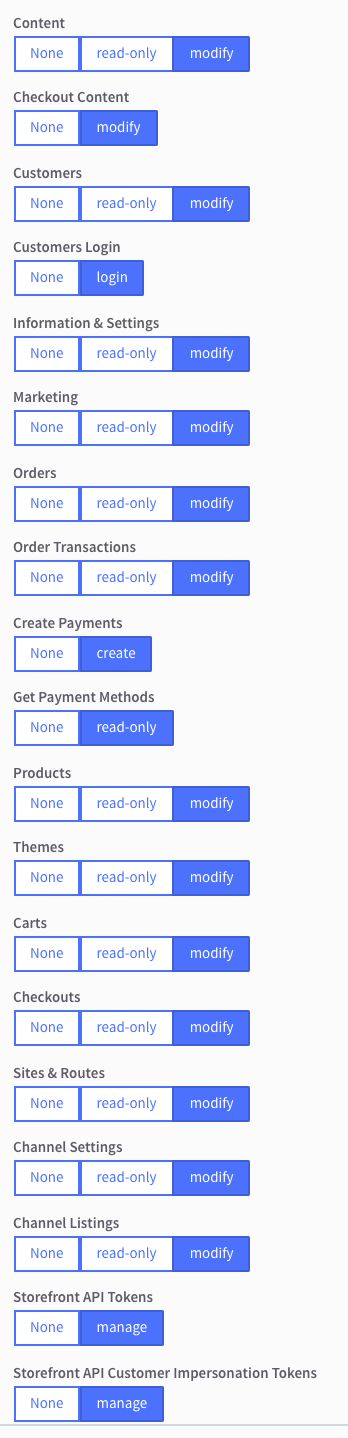 Content
None read-only modify
Checkout Content
None modify
Customers
None read-only modify
Customers Login
None login
Information & Settings
None read-only modify
Marketing
None read-only modify
Orders
None read-only modify
Order Transactions
None read-only modify
Create Payments
None create
Get Payment Methods
None read-only
Products
None read-only modify
Themes
None read-only modify
Carts
None read-only modify
Checkouts
None read-only modify
Sites & Routes
None read-only modify
Channel Settings
None read-only modify
Channel Listings
None read-only modify
Storefront API Tokens
None manage
Storefront API Customer Impersonation Tokens
None manage